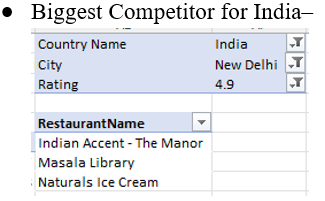 ● Biggest Competitor for India–
Country Name India
City New Delhi
Rating 4.9
RestaurantName
Indian Accent - The Manor
Masala Library
Naturals Ice Cream